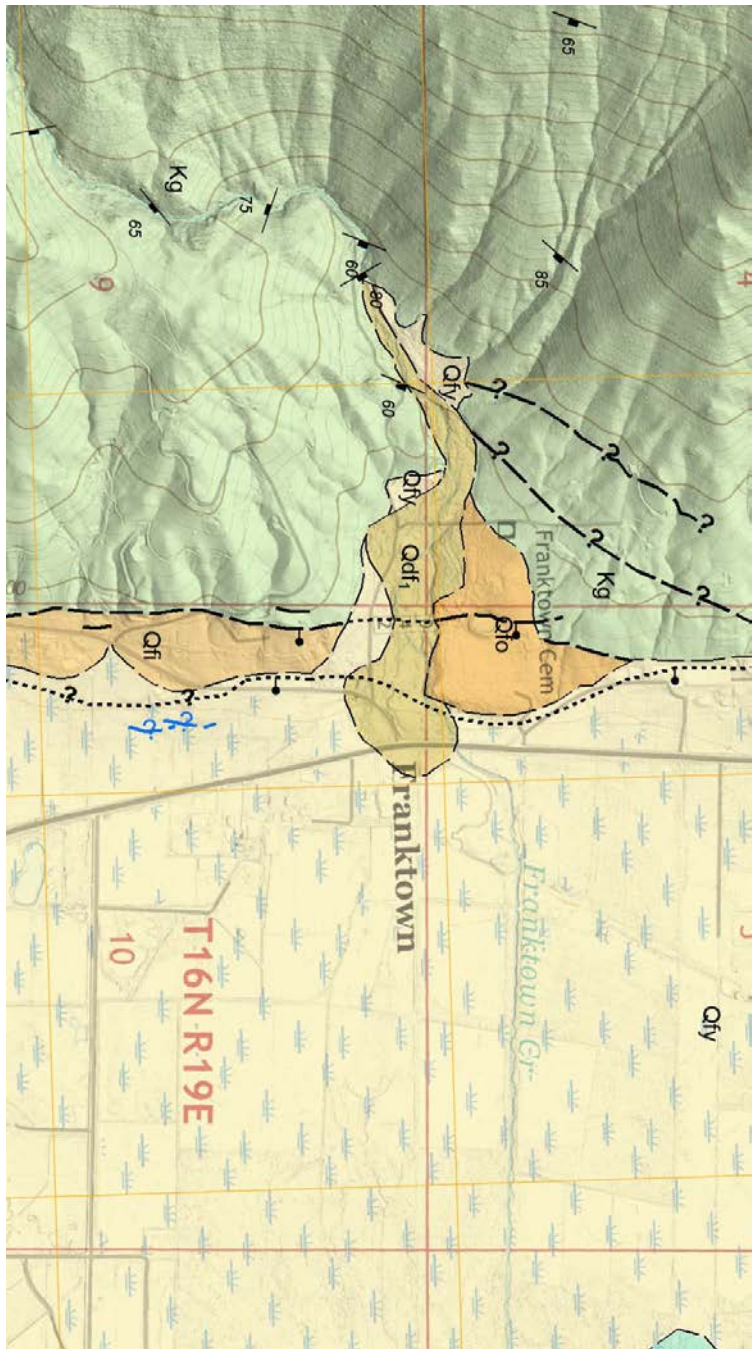 65
Kg
75
65
60
80
85
9
4
Qfy
60
?
?
?
?
?
?
Qfy
Qdf1
Franktown Cem
Kg
Qfo
Qfi
?
?
?
?
Franktown
Franktown Cr
10
T16N R19E
Qfy